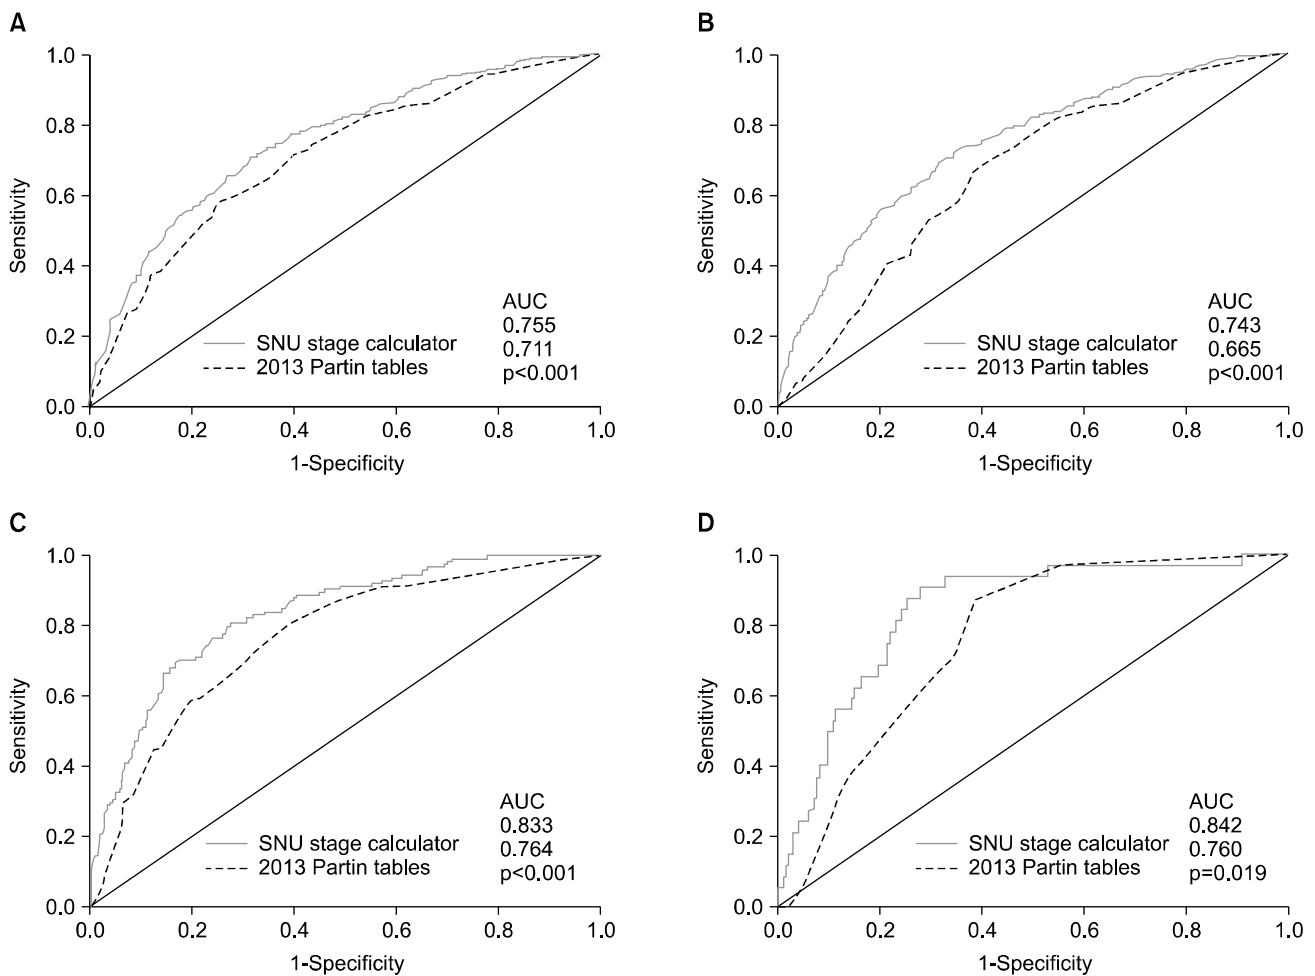 A
1.0
0.8
0.6
0.4
0.2
0.0
Sensitivity
0.0 0.2 0.4 0.6 0.8 1.0
1-Specificity
AUC
SNU stage calculator 0.755
2013 Partin tables 0.711
p<0.001
B
1.0
0.8
0.6
0.4
0.2
0.0
Sensitivity
0.0 0.2 0.4 0.6 0.8 1.0
1-Specificity
AUC
SNU stage calculator 0.743
2013 Partin tables 0.665
p<0.001
C
1.0
0.8
0.6
0.4
0.2
0.0
Sensitivity
0.0 0.2 0.4 0.6 0.8 1.0
1-Specificity
AUC
SNU stage calculator 0.833
2013 Partin tables 0.764
p<0.001
D
1.0
0.8
0.6
0.4
0.2
0.0
Sensitivity
0.0 0.2 0.4 0.6 0.8 1.0
1-Specificity
AUC
SNU stage calculator 0.842
2013 Partin tables 0.760
p=0.019